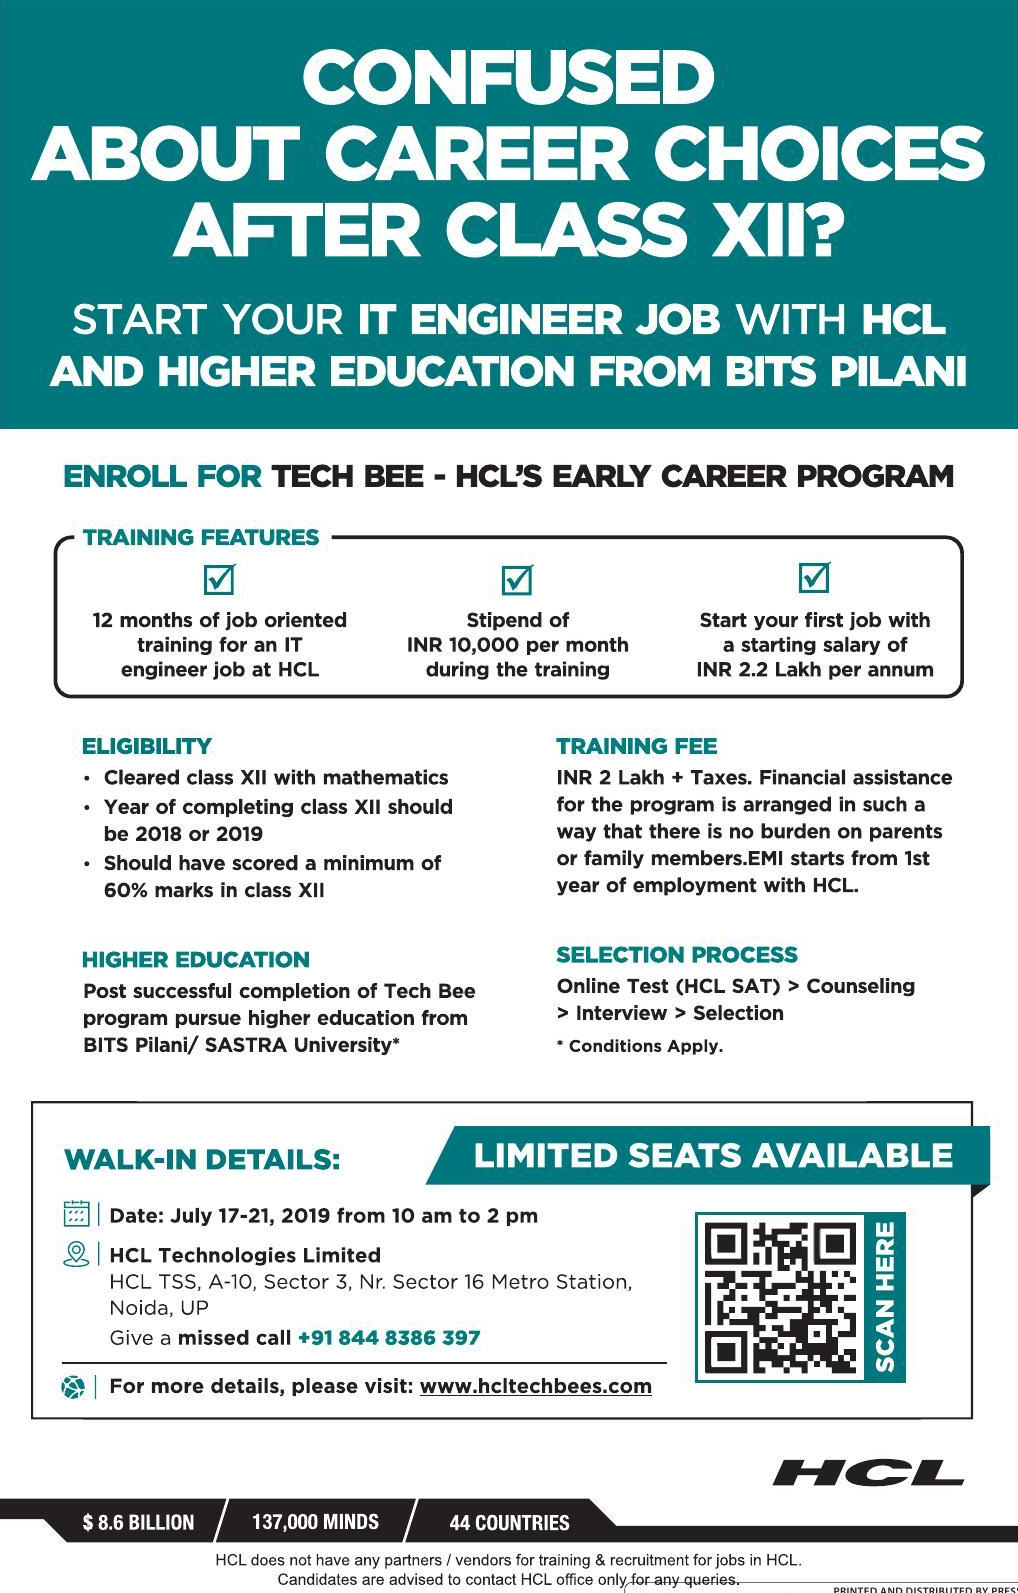 CONFUSED
ABOUT CAREER CHOICES
AFTER CLASS XII?
START YOUR IT ENGINEER JOB WITH HCL
AND HIGHER EDUCATION FROM BITS PILANI
ENROLL FOR TECH BEE - HCL'S EARLY CAREER PROGRAM
TRAINING FEATURES
12 months of job oriented
training for an IT
engineer job at HCL
Stipend of
INR 10,000 per month
during the training
Start your first job with
a starting salary of
INR 2.2 Lakh per annum
ELIGIBILITY
• Cleared class XII with mathematics
• Year of completing class XII should
be 2018 or 2019
• Should have scored a minimum of
60% marks in class XII
TRAINING FEE
INR 2 Lakh + Taxes. Financial assistance
for the program is arranged in such a
way that there is no burden on parents
or family members.EMI starts from 1st
year of employment with HCL.
HIGHER EDUCATION
Post successful completion of Tech Bee
program pursue higher education from
BITS Pilani/ SASTRA University*
SELECTION PROCESS
Online Test (HCL SAT) > Counseling
> Interview > Selection
* Conditions Apply.
WALK-IN DETAILS:
LIMITED SEATS AVAILABLE
Date: July 17-21, 2019 from 10 am to 2 pm
HCL Technologies Limited
HCL TSS, A-10, Sector 3, Nr. Sector 16 Metro Station,
Noida, UP
Give a missed call +91 844 8386 397
For more details, please visit: www.hcltechbees.com
SCAN HERE
HCL
$ 8.6 BILLION
137,000 MINDS
44 COUNTRIES
HCL does not have any partners / vendors for training & recruitment for jobs in HCL.
Candidates are advised to contact HCL office only for any queries.
PRINTED AND DISTRIBUTED BY